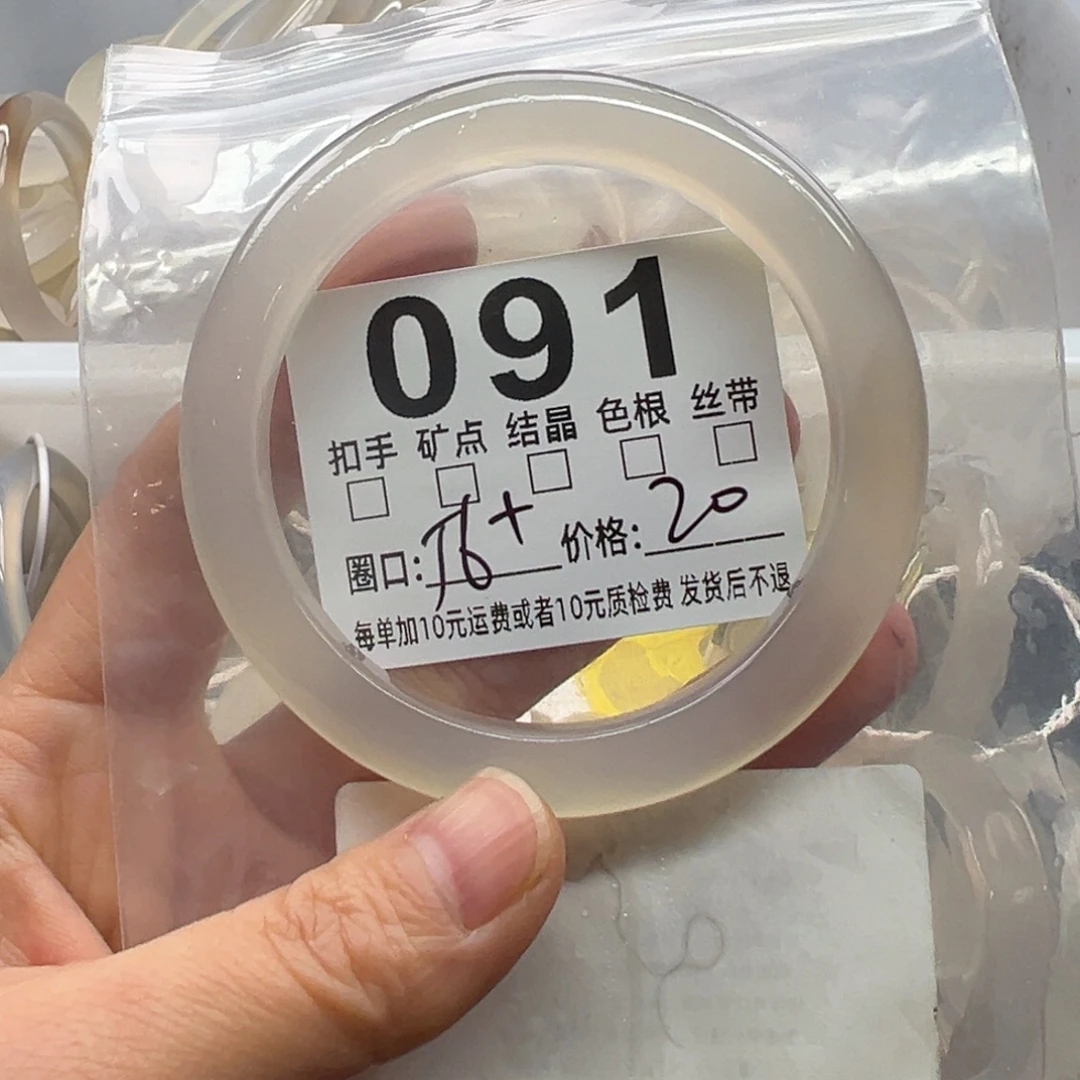 091
扣手 矿点 结晶 色根 丝带
圈口: 56+ 价格: 20
每单加10元运费或者10元质检费 发货后不退